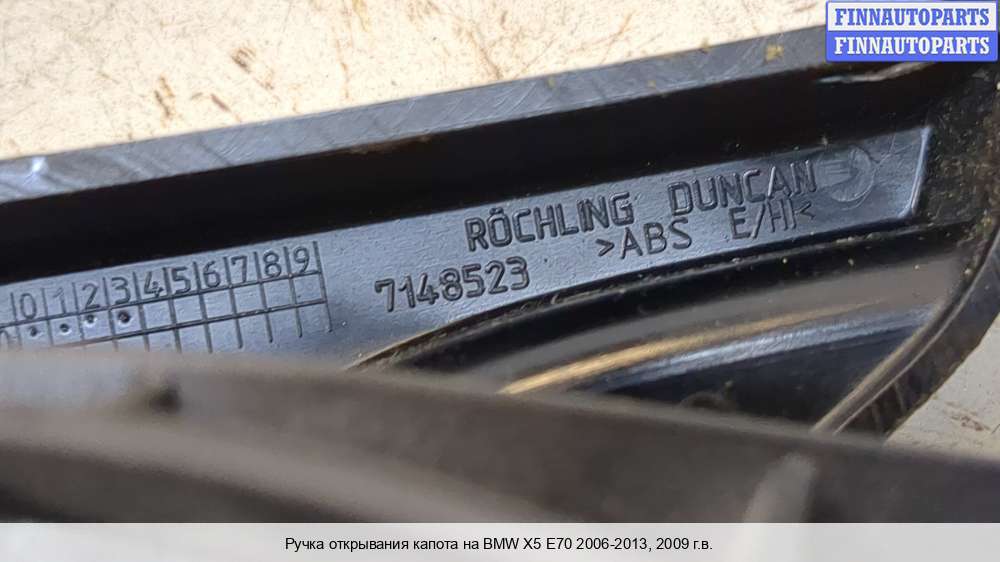 FINNAUTOPARTS
FINNAUTOPARTS
RÖCHLING DUNCAN
>ABS E/HI<
7148523
0 1 2 3 4 5 6 7 8 9
Ручка открывания капота на BMW X5 E70 2006-2013, 2009 г.в.